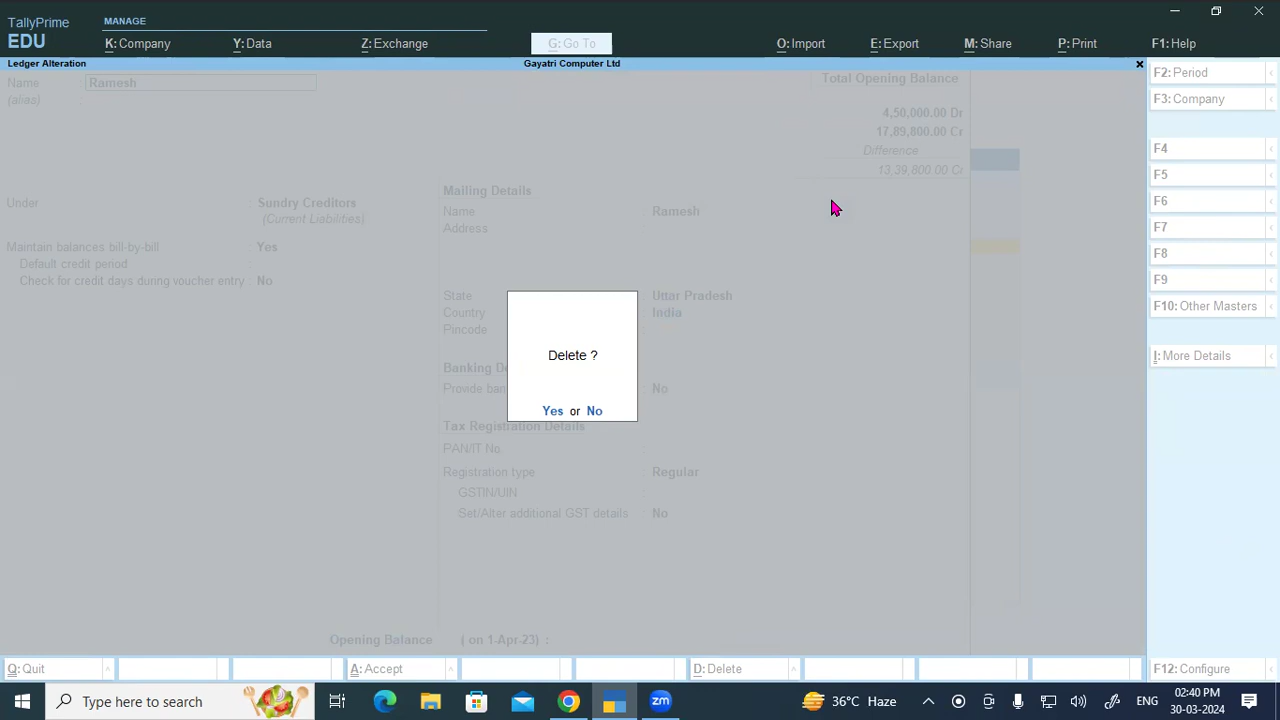 TallyPrime
EDU
MANAGE
K: Company
Y: Data
Z: Exchange
G: Go To
O: Import
E: Export
M: Share
P: Print
F1: Help
Ledger Alteration
Gayatri Computer Ltd
Name : Ramesh
(alias) :
Total Opening Balance
4,50,000.00 Dr
17,89,800.00 Cr
Difference
13,39,800.00 Cr
Under : Sundry Creditors
(Current Liabilities)
Maintain balances bill-by-bill : Yes
Default credit period :
Check for credit days during voucher entry : No
Mailing Details
Name : Ramesh
Address :
State : Uttar Pradesh
Country : India
Pincode :
Banking De
Provide ban : No
Tax Registration Details
PAN/IT No. :
Registration type : Regular
GSTIN/UIN :
Set/Alter additional GST details : No
Delete ?
Yes or No
Opening Balance ( on 1-Apr-23) :
F2: Period
F3: Company
F4
F5
F6
F7
F8
F9
F10: Other Masters
I: More Details
F12: Configure
Q: Quit
A: Accept
D: Delete
Type here to search
zm
36°C Haze
ENG
02:40 PM
30-03-2024